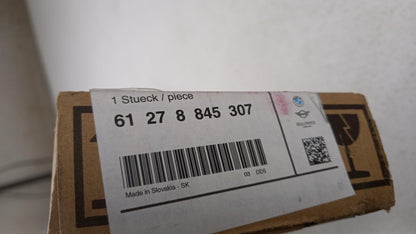 1 Stueck / piece
61 27 8 845 307
Made in Slovakia - SK
03 DD5